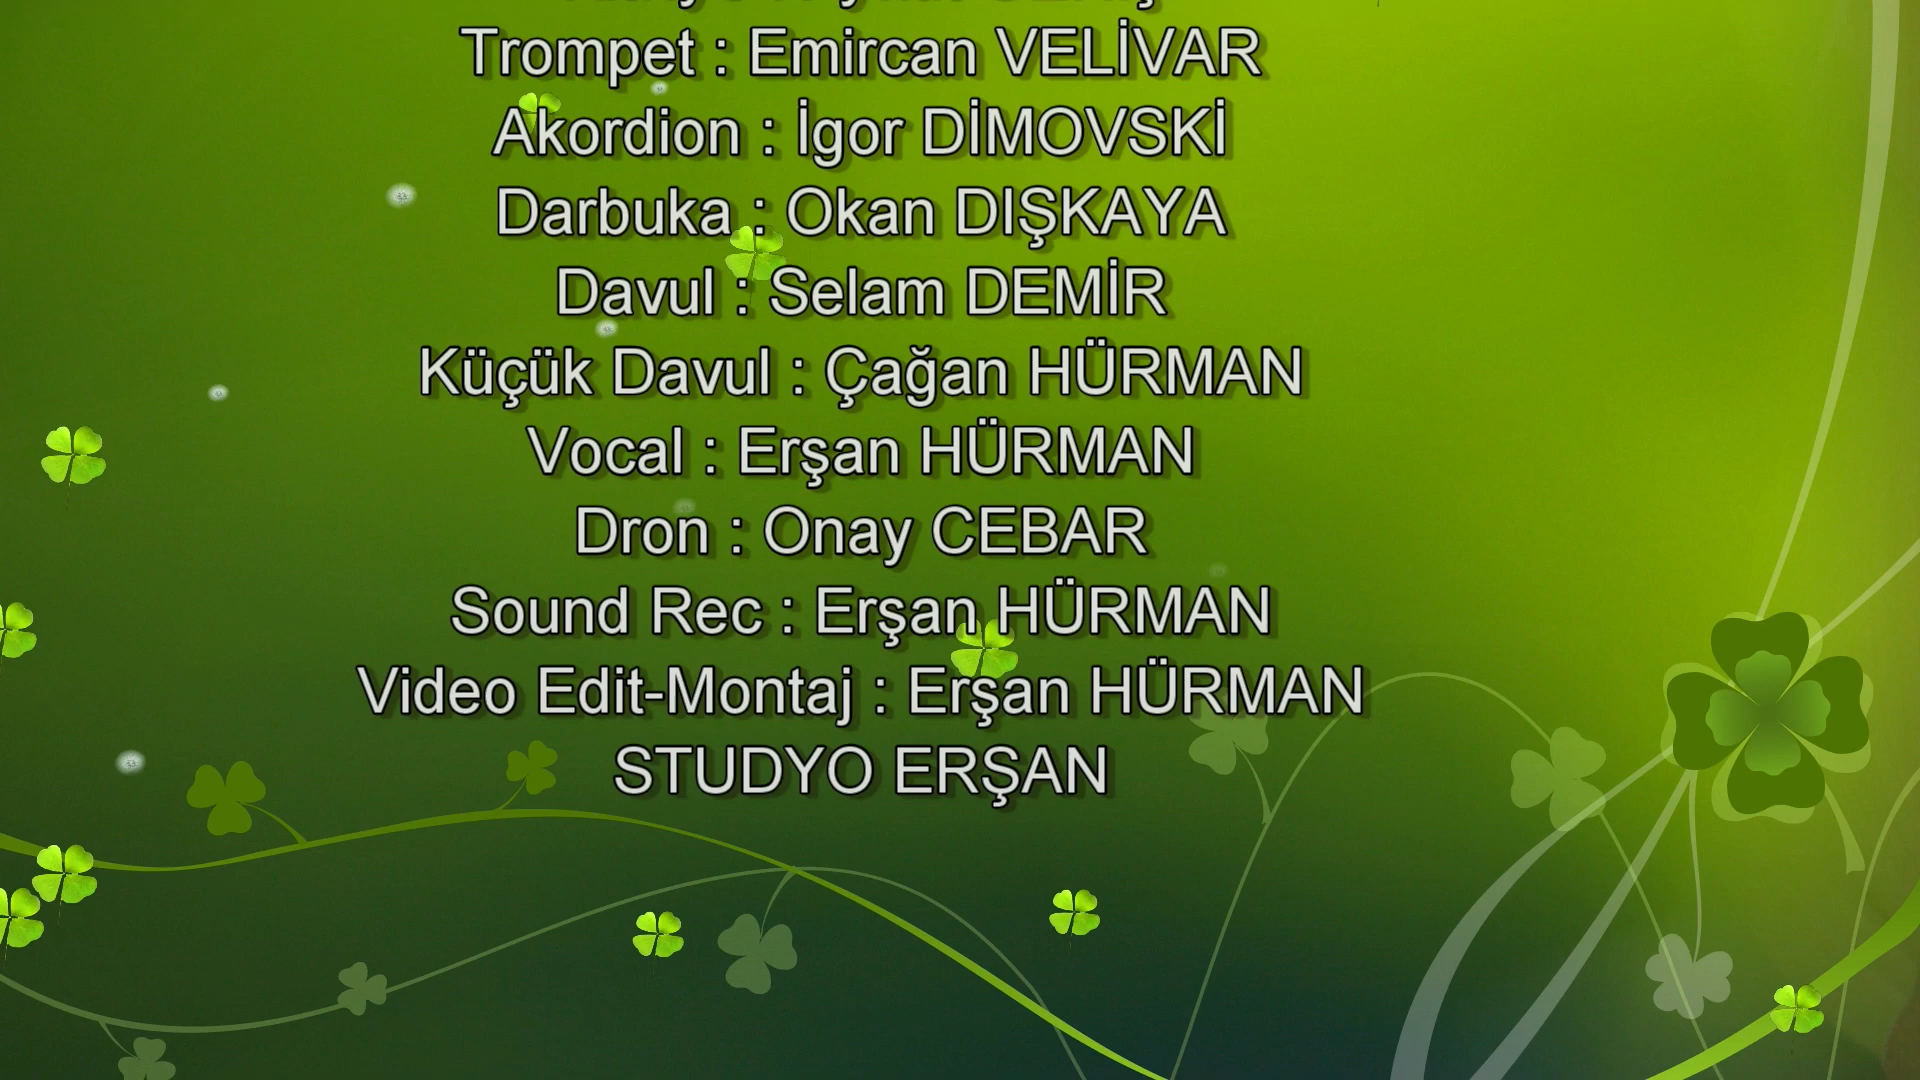 Trompet : Emircan VELİVAR
Akordion : İgor DİMOVSKİ
Darbuka : Okan DIŞKAYA
Davul : Selam DEMİR
Küçük Davul : Çağan HÜRMAN
Vocal : Erşan HÜRMAN
Dron : Onay CEBAR
Sound Rec : Erşan HÜRMAN
Video Edit-Montaj : Erşan HÜRMAN
STUDYO ERŞAN